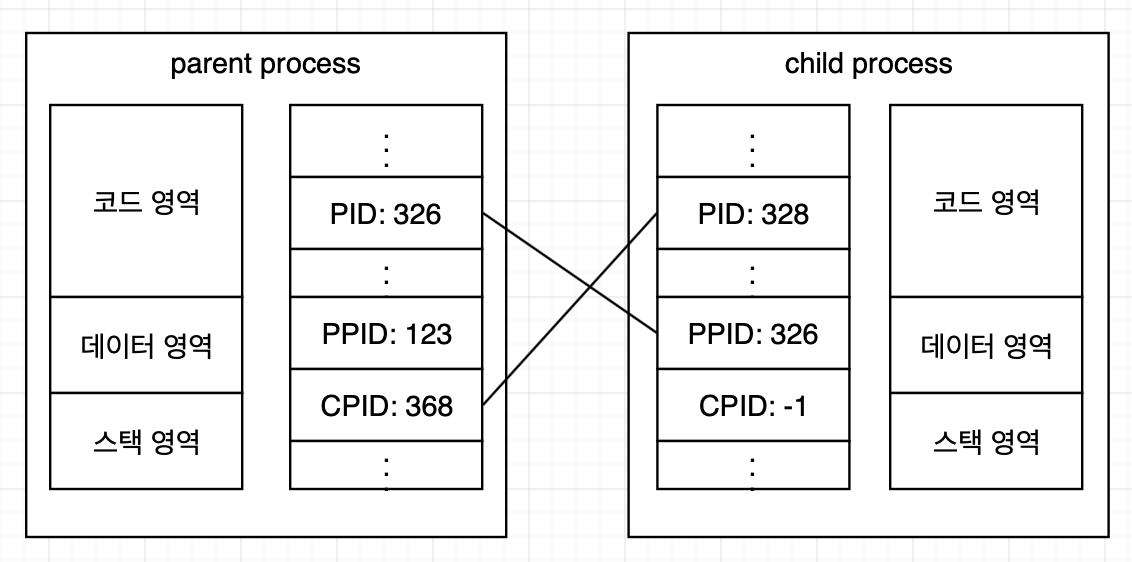 parent process
코드 영역
데이터 영역
스택 영역
⋮
PID: 326
:
PPID: 123
CPID: 368
:
child process
⋮
PID: 328
:
PPID: 326
CPID: -1
:
코드 영역
데이터 영역
스택 영역